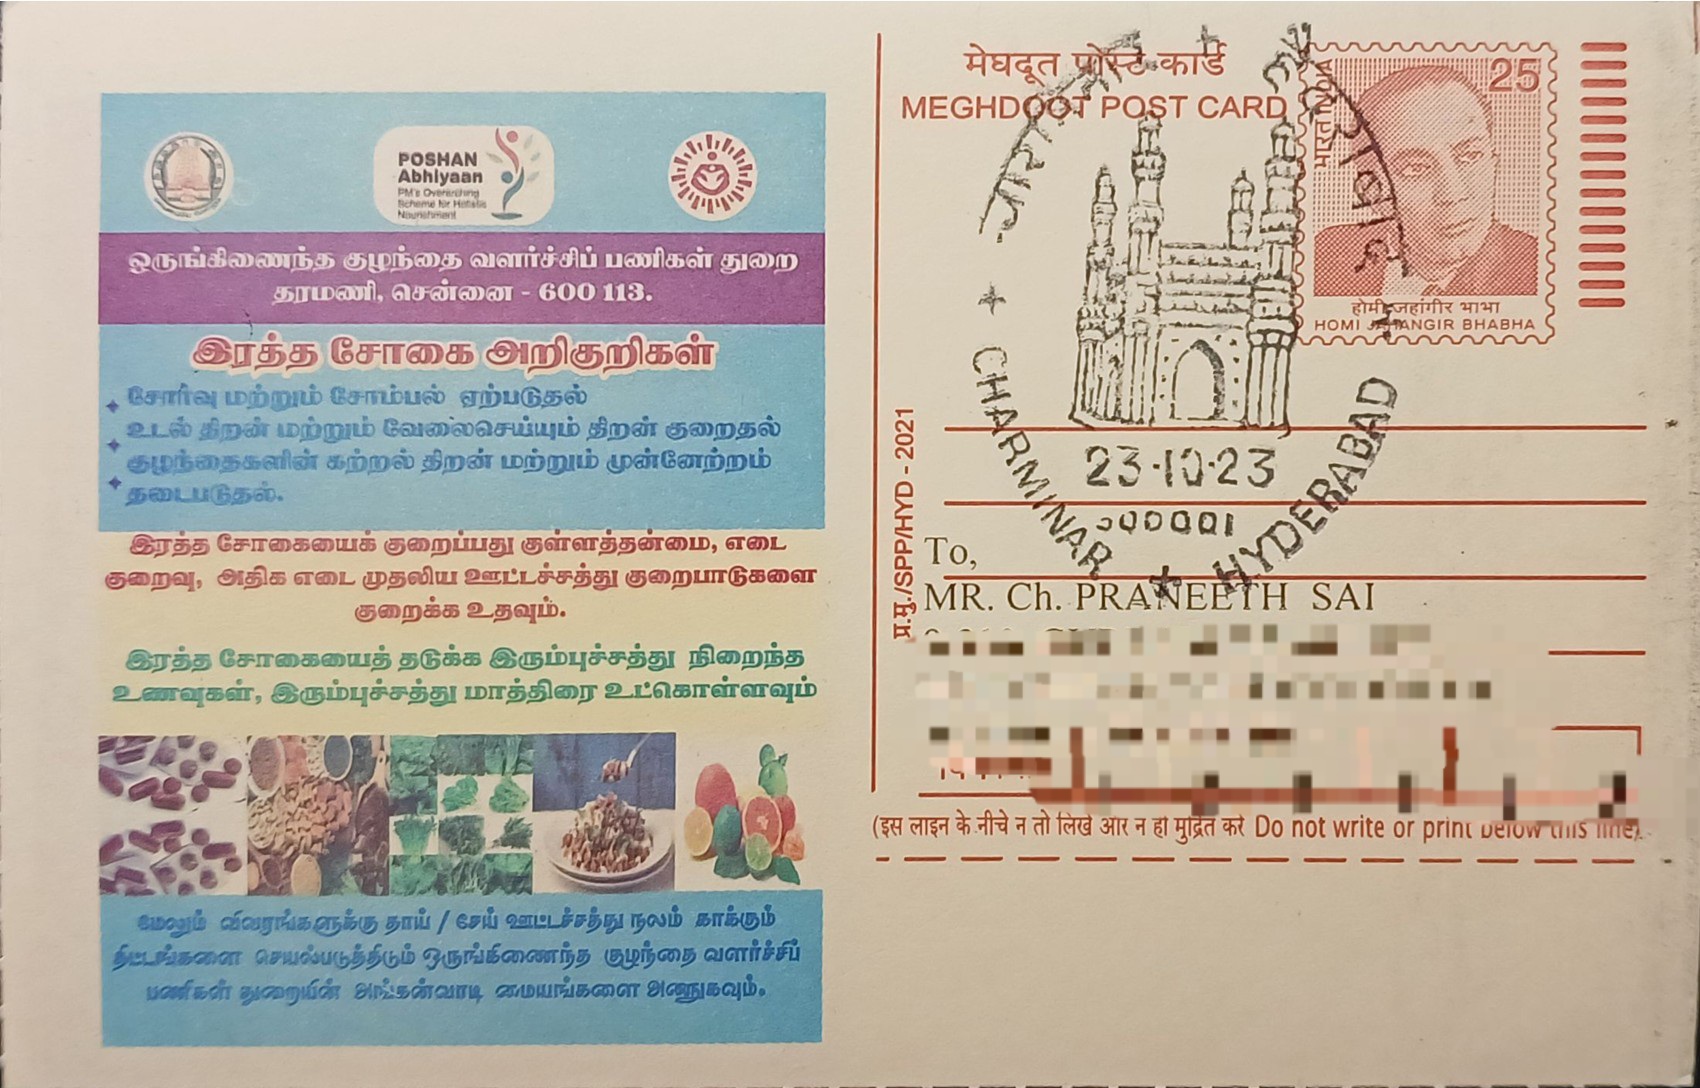 POSHAN
Abhiyaan
PM's Overarching
Scheme for Holistic
Nourishment
ஒருங்கிணைந்த குழந்தை வளர்ச்சிப் பணிகள் துறை
தரமணி, சென்னை - 600 113.
இரத்த சோகை அறிகுறிகள்
சோர்வு மற்றும் சோம்பல் ஏற்படுதல்
உடல் திறன் மற்றும் வேலைசெய்யும் திறன் குறைதல்
குழந்தைகளின் கற்றல் திறன் மற்றும் முன்னேற்றம்
தடைபடுதல்.
இரத்த சோகையைக் குறைப்பது குள்ளத்தன்மை, எடை
குறைவு, அதிக எடை முதலிய ஊட்டச்சத்து குறைபாடுகளை
குறைக்க உதவும்.
இரத்த சோகையைத் தடுக்க இரும்புச்சத்து நிறைந்த
உணவுகள், இரும்புச்சத்து மாத்திரை உட்கொள்ளவும்
மேலும் விவரங்களுக்கு தாய் / சேய் ஊட்டச்சத்து நலம் காக்கும்
திட்டங்களை செயல்படுத்திடும் ஒருங்கிணைந்த குழந்தை வளர்ச்சிப்
பணிகள் துறையின் அங்கன்வாடி மையங்களை அணுகவும்.
मेघदूत पोस्ट कार्ड
MEGHDOOT POST CARD
25
भारत INDIA
होमी जहांगीर भाभा
HOMI JAHANGIR BHABHA
चारमीनार
हैदराबाद
CHARMINAR
HYDERABAD
23.10.23
000001
प्र.मु./SPP/HYD - 2021
To,
MR. Ch. PRANEETH SAI
(इस लाइन के नीचे न तो लिखें और न ही मुद्रित करें Do not write or print below this line)